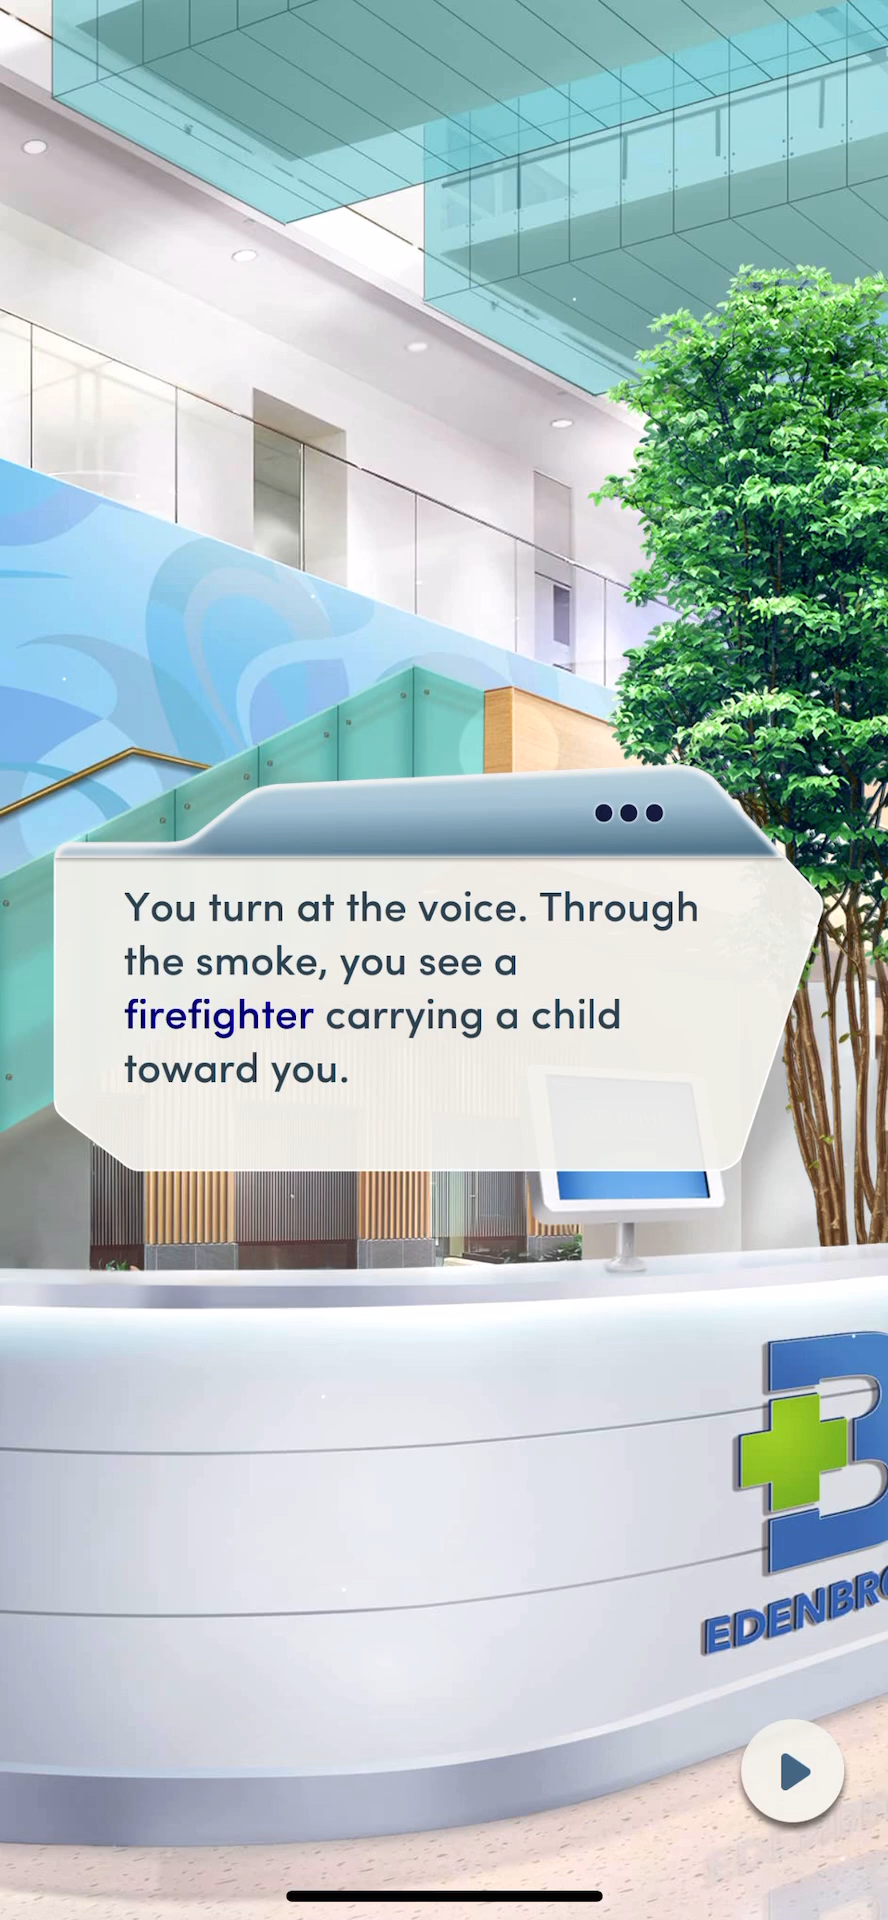 You turn at the voice. Through
the smoke, you see a
firefighter carrying a child
toward you.
EDENBRO